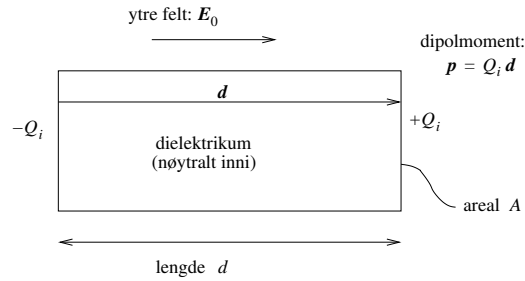 ytre felt: E₀
dipolmoment:
p = Qᵢ d
d
−Qᵢ
+Qᵢ
dielektrikum
(nøytralt inni)
areal A
lengde d